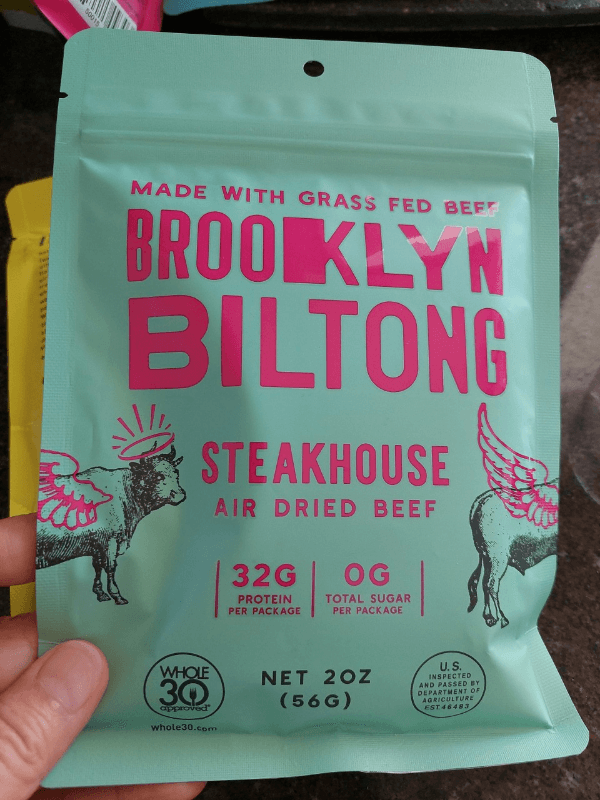 MADE WITH GRASS FED BEEF
BROOKLYN
BILTONG
STEAKHOUSE
AIR DRIED BEEF
32G
PROTEIN
PER PACKAGE
0G
TOTAL SUGAR
PER PACKAGE
WHOLE
30
approved
whole30.com
NET 2OZ
(56G)
U.S.
INSPECTED
AND PASSED BY
DEPARTMENT OF
AGRICULTURE
EST.46483